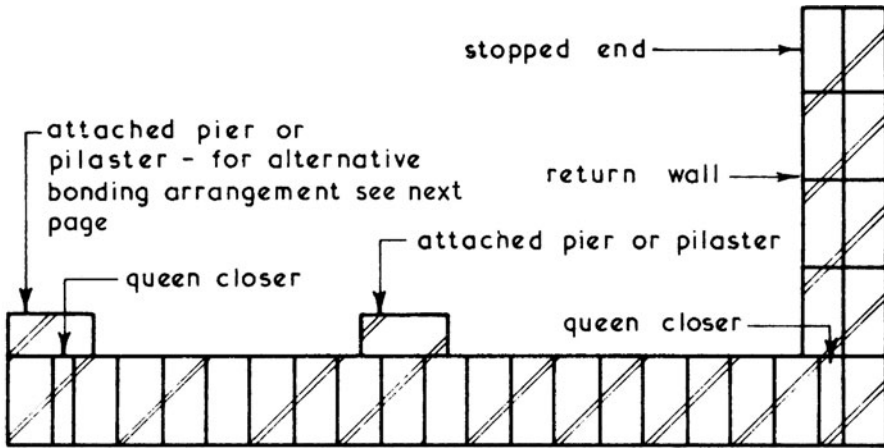 stopped end
attached pier or
pilaster - for alternative
bonding arrangement see next
page
return wall
attached pier or pilaster
queen closer
queen closer